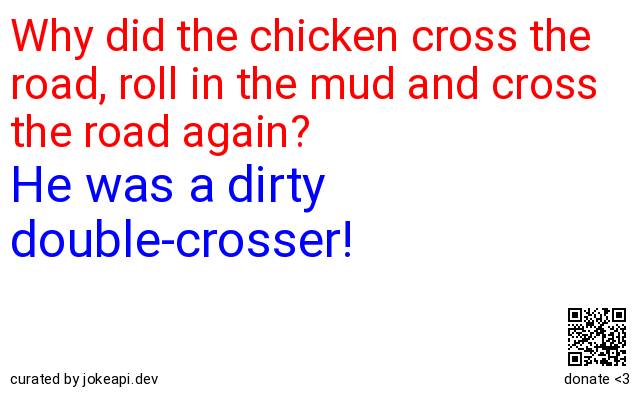 Why did the chicken cross the
road, roll in the mud and cross
the road again?
He was a dirty
double-crosser!
curated by jokeapi.dev
donate <3